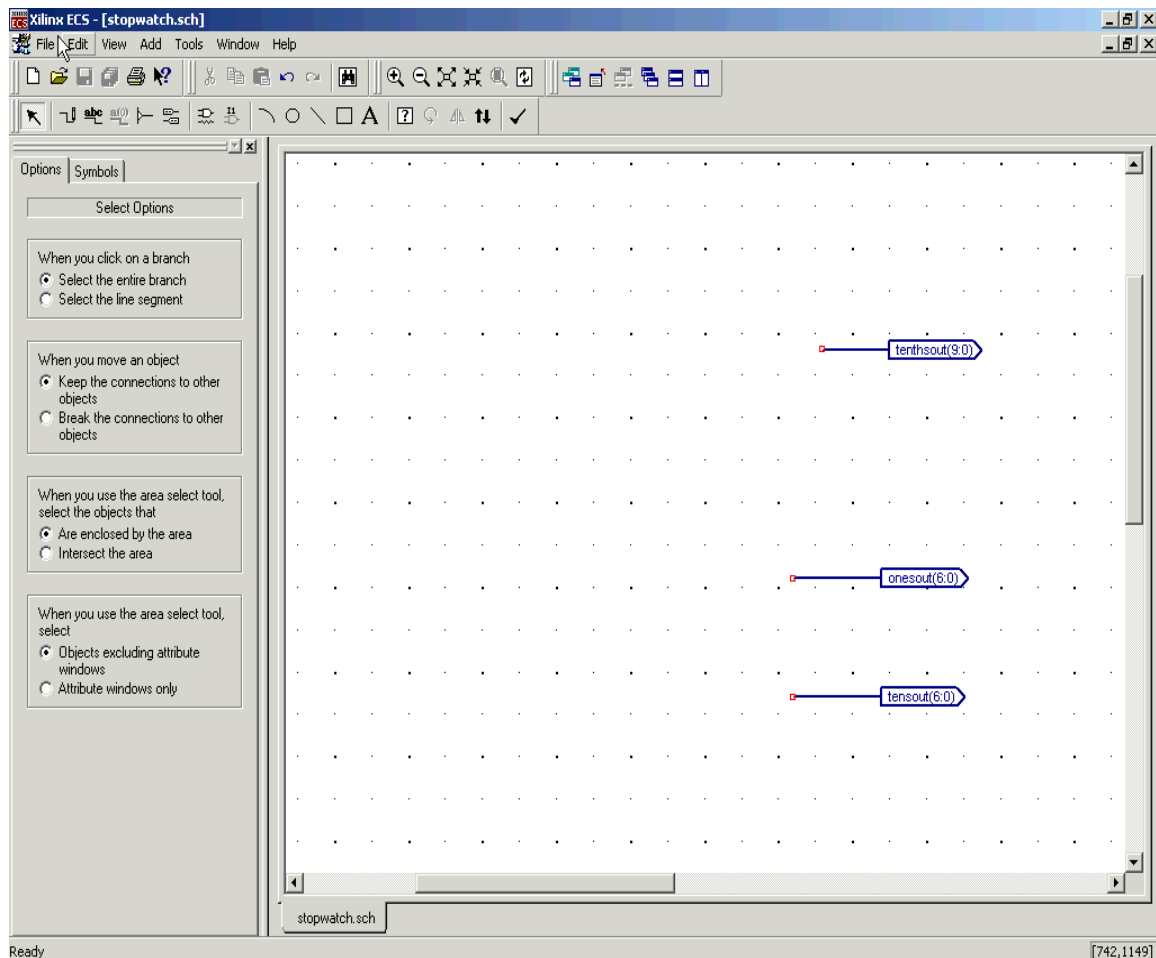 Xilinx ECS - [stopwatch.sch]
File Edit View Add Tools Window Help
Options Symbols
Select Options
When you click on a branch
Select the entire branch
Select the line segment
When you move an object
Keep the connections to other
objects
Break the connections to other
objects
When you use the area select tool,
select the objects that
Are enclosed by the area
Intersect the area
When you use the area select tool,
select
Objects excluding attribute
windows
Attribute windows only
tenthsout(9:0)
onesout(6:0)
tensout(6:0)
stopwatch.sch
Ready [742,1149]